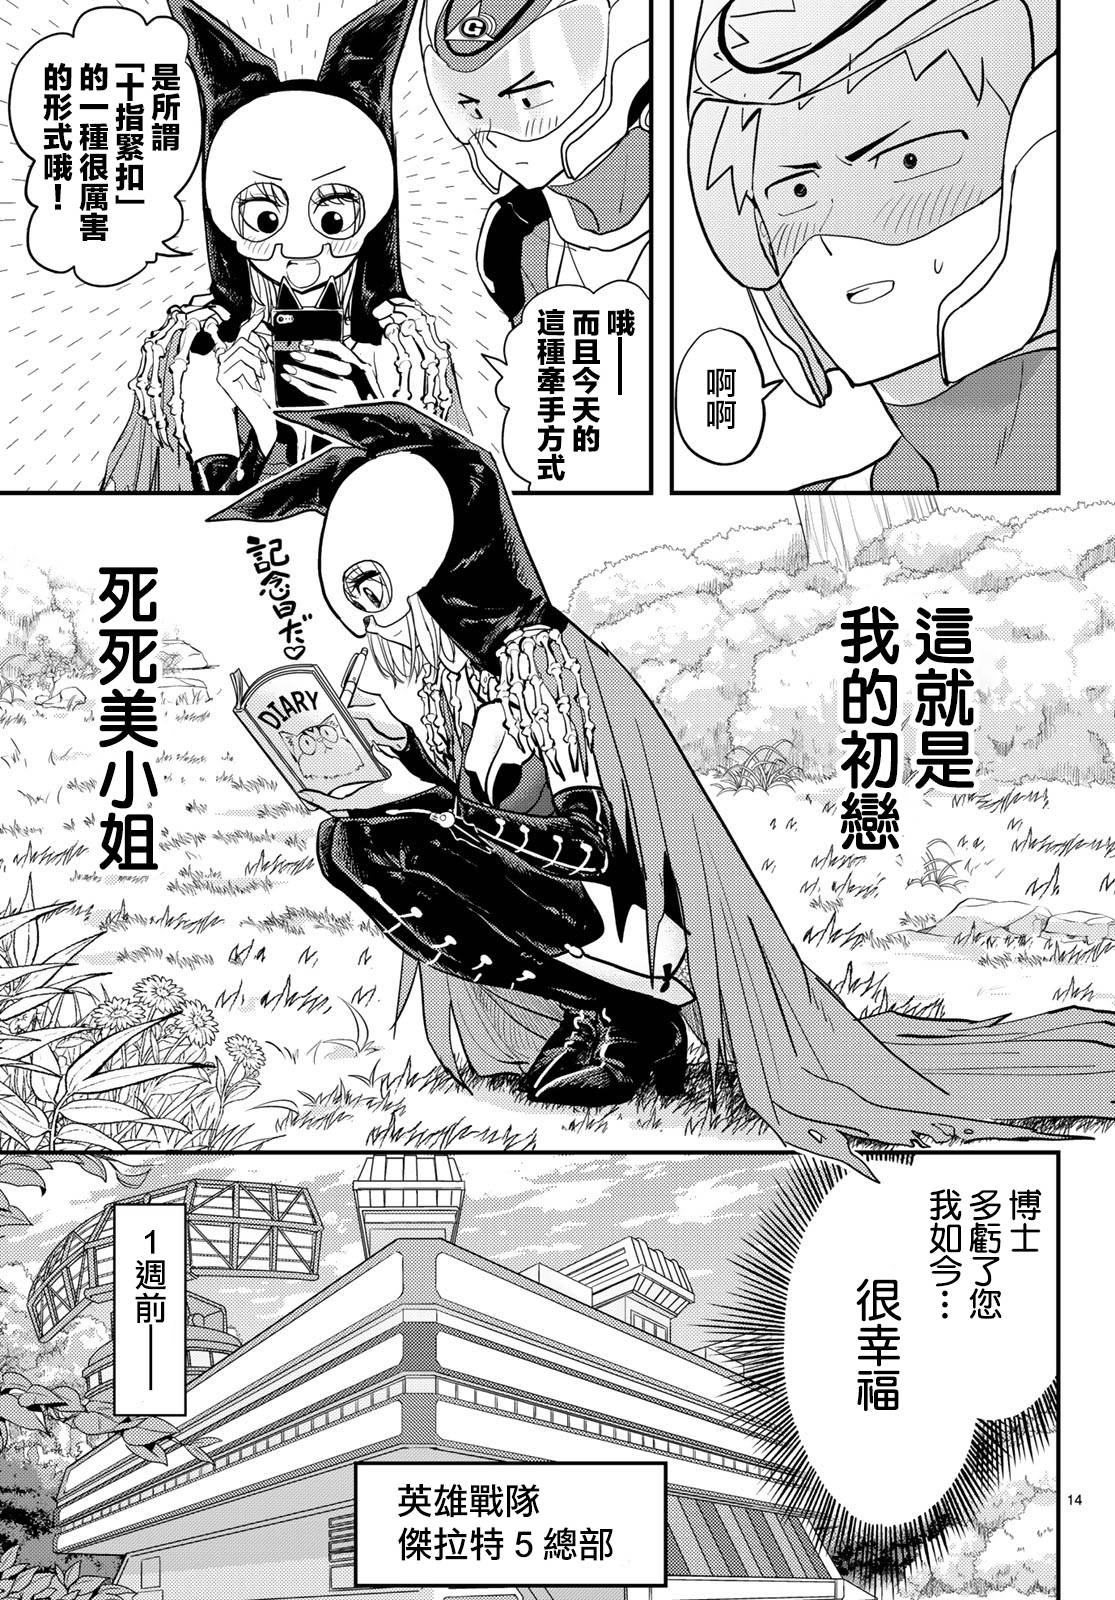 啊
啊
哦——
而且今天的
這種牽手方式
是所謂
「十指緊扣」
的一種很厲害
的形式哦！
G
這就是
我的初戀
記念日だ♡
DIARY
死死美小姐
博士
多虧了您
我如今…
很幸福
1週前——
英雄戰隊
傑拉特5總部
14